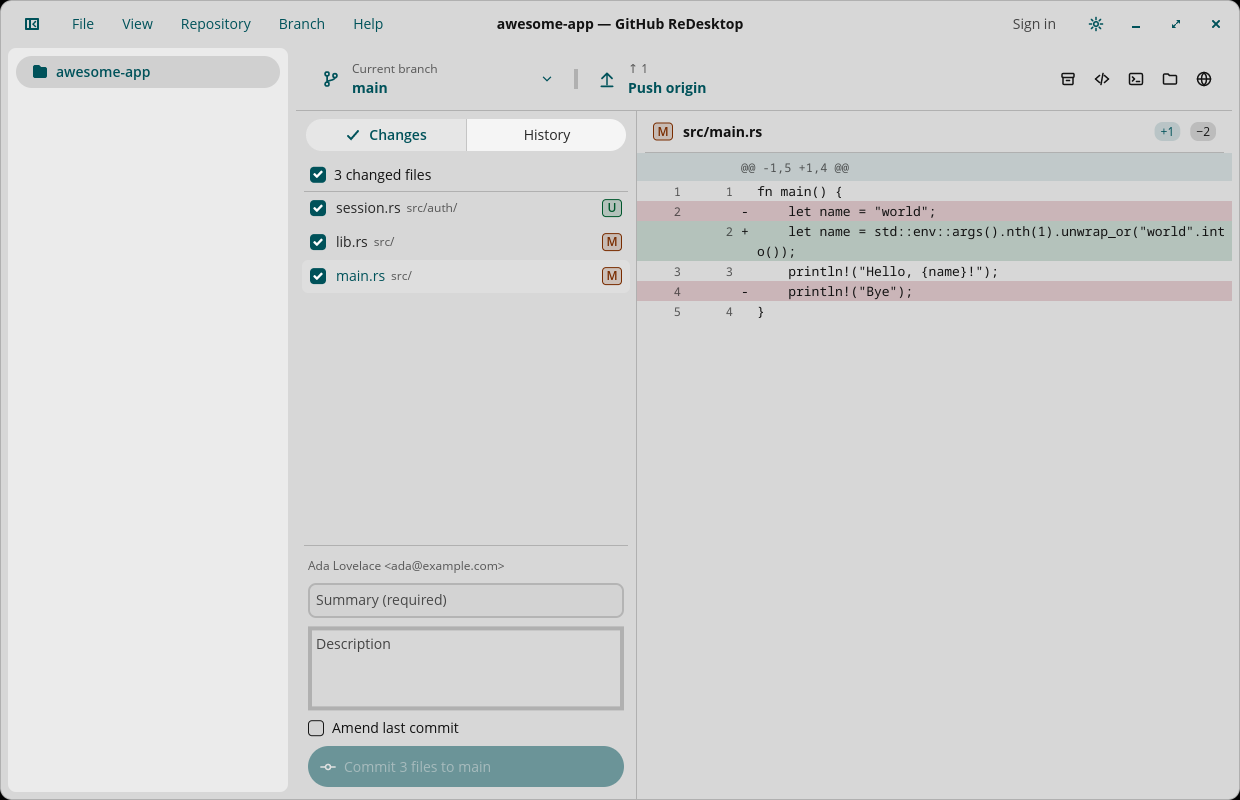 File View Repository Branch Help awesome-app — GitHub ReDesktop Sign in
awesome-app
Current branch
main
↑ 1
Push origin
Changes History
3 changed files
session.rs src/auth/ U
lib.rs src/ M
main.rs src/ M
Ada Lovelace <ada@example.com>
Summary (required)
Description
Amend last commit
Commit 3 files to main
M src/main.rs +1 −2
@@ -1,5 +1,4 @@
1 1 fn main() {
2 - let name = "world";
2 + let name = std::env::args().nth(1).unwrap_or("world".int
o());
3 3 println!("Hello, {name}!");
4 - println!("Bye");
5 4 }